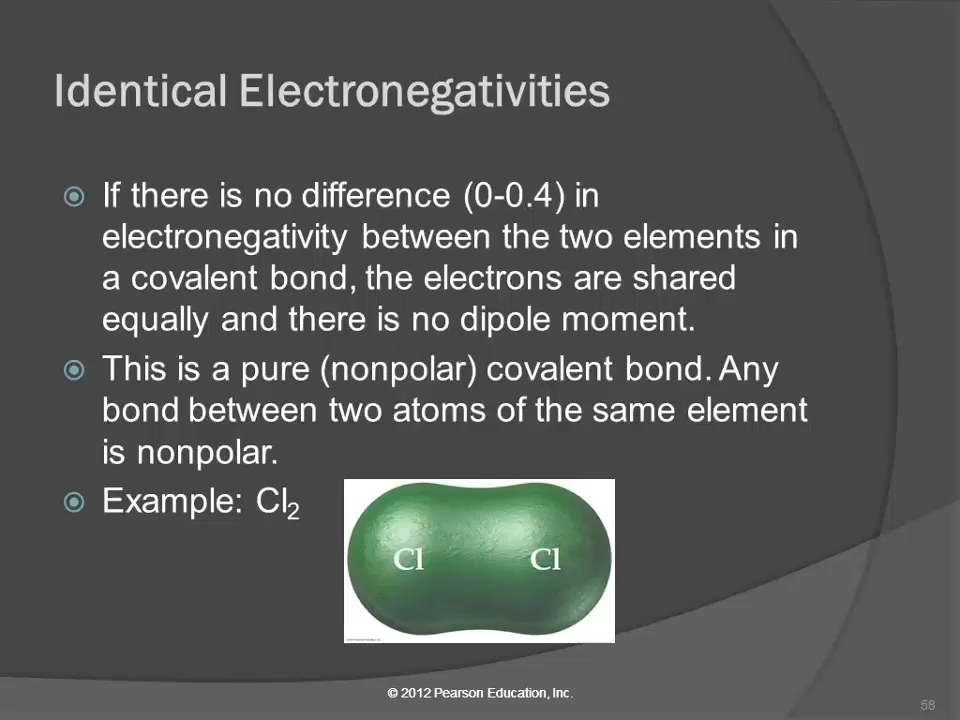 Identical Electronegativities
If there is no difference (0-0.4) in
electronegativity between the two elements in
a covalent bond, the electrons are shared
equally and there is no dipole moment.
This is a pure (nonpolar) covalent bond. Any
bond between two atoms of the same element
is nonpolar.
Example: Cl₂
Cl Cl
© 2012 Pearson Education, Inc.
58